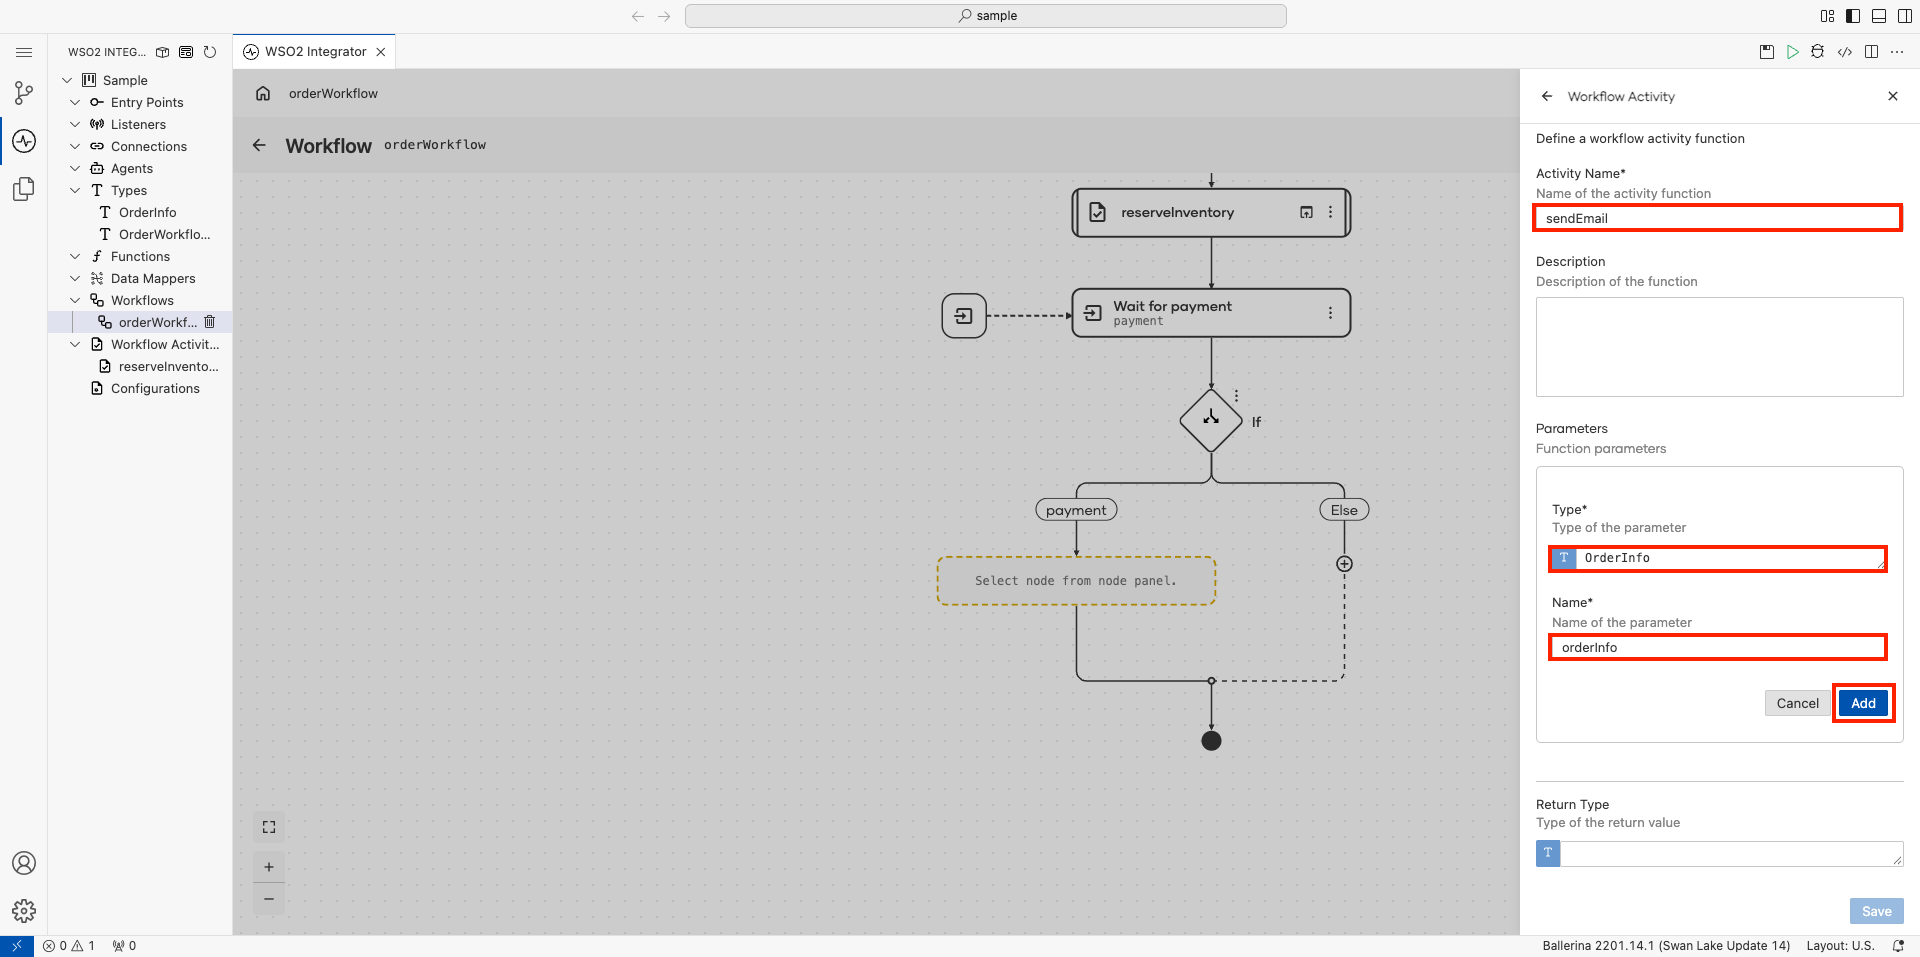 sample
WSO2 INTEG...
WSO2 Integrator
Sample
Entry Points
Listeners
Connections
Agents
Types
OrderInfo
OrderWorkflo...
Functions
Data Mappers
Workflows
orderWorkf...
Workflow Activit...
reserveInvento...
Configurations
orderWorkflow
Workflow orderWorkflow
reserveInventory
Wait for payment
payment
If
payment
Else
Select node from node panel.
Workflow Activity
Define a workflow activity function
Activity Name*
Name of the activity function
sendEmail
Description
Description of the function
Parameters
Function parameters
Type*
Type of the parameter
T OrderInfo
Name*
Name of the parameter
orderInfo
Cancel Add
Return Type
Type of the return value
T
Save
0 1 0
Ballerina 2201.14.1 (Swan Lake Update 14) Layout: U.S.